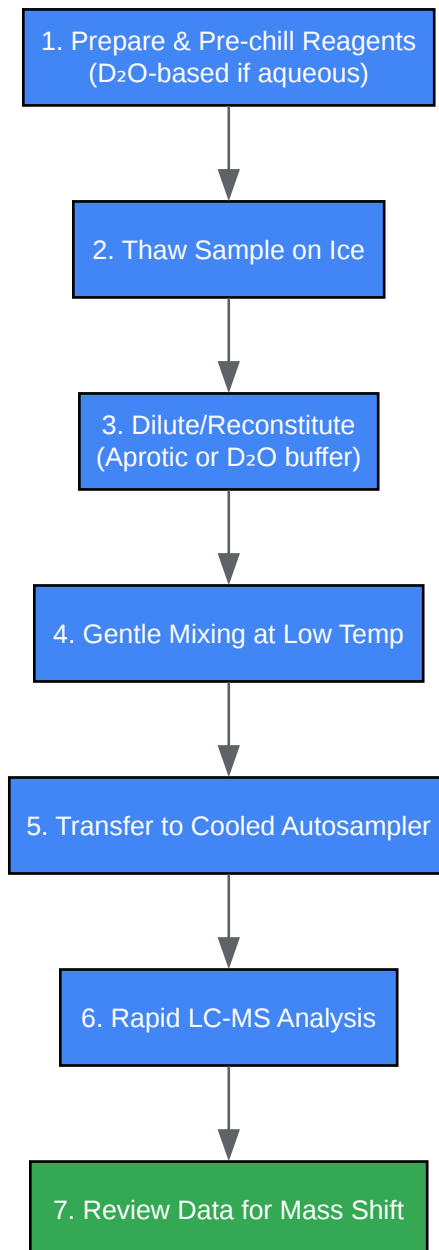 1. Prepare & Pre-chill Reagents
(D₂O-based if aqueous)
2. Thaw Sample on Ice
3. Dilute/Reconstitute
(Aprotic or D₂O buffer)
4. Gentle Mixing at Low Temp
5. Transfer to Cooled Autosampler
6. Rapid LC-MS Analysis
7. Review Data for Mass Shift